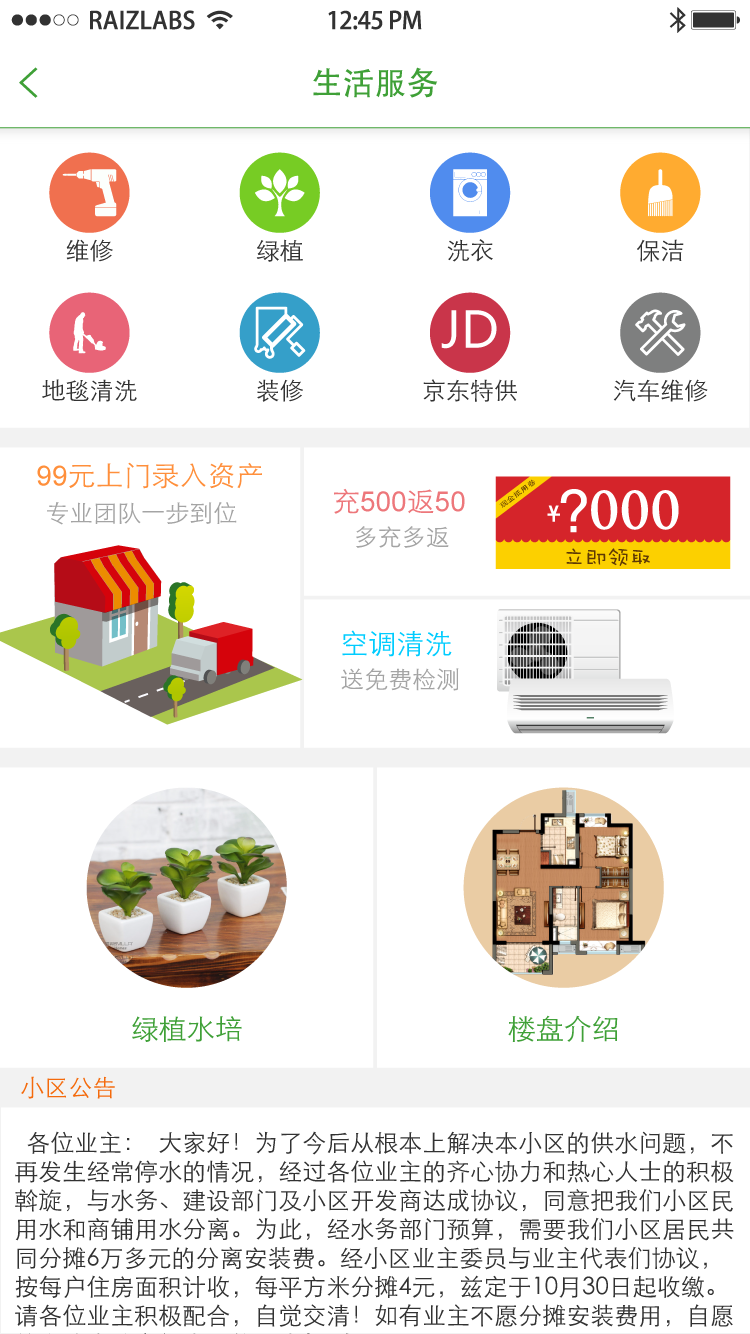 RAIZLABS 12:45 PM
生活服务
维修 绿植 洗衣 保洁
JD
地毯清洗 装修 京东特供 汽车维修
99元上门录入资产
专业团队一步到位
充500返50
多充多返
现金抵用券
¥?000
立即领取
空调清洗
送免费检测
绿植水培 楼盘介绍
小区公告
各位业主： 大家好！为了今后从根本上解决本小区的供水问题，不
再发生经常停水的情况，经过各位业主的齐心协力和热心人士的积极
斡旋，与水务、建设部门及小区开发商达成协议，同意把我们小区民
用水和商铺用水分离。为此，经水务部门预算，需要我们小区居民共
同分摊6万多元的分离安装费。经小区业主委员与业主代表们协议，
按每户住房面积计收，每平方米分摊4元，兹定于10月30日起收缴。
请各位业主积极配合，自觉交清！如有业主不愿分摊安装费用，自愿